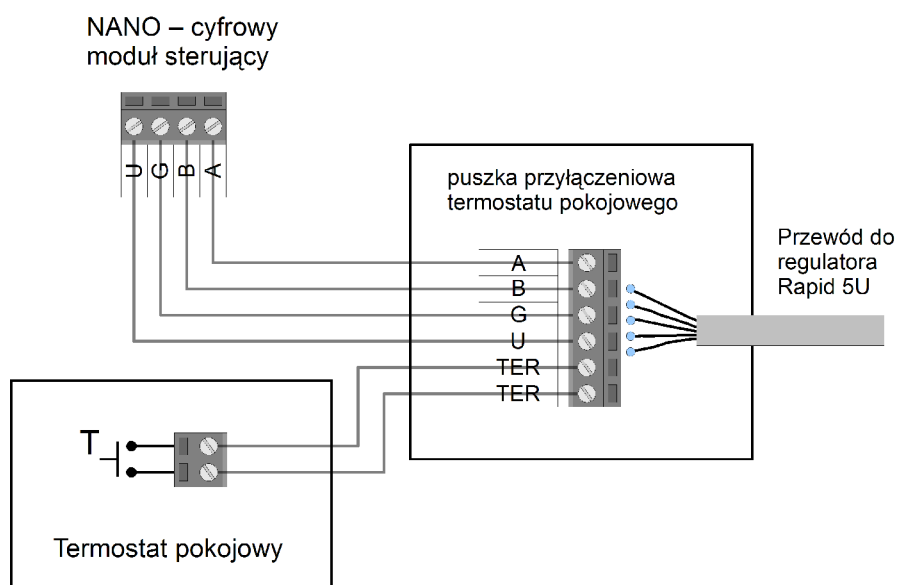 NANO – cyfrowy
moduł sterujący
U G B A
puszka przyłączeniowa
termostatu pokojowego
A
B
G
U
TER
TER
Przewód do
regulatora
Rapid 5U
T
Termostat pokojowy